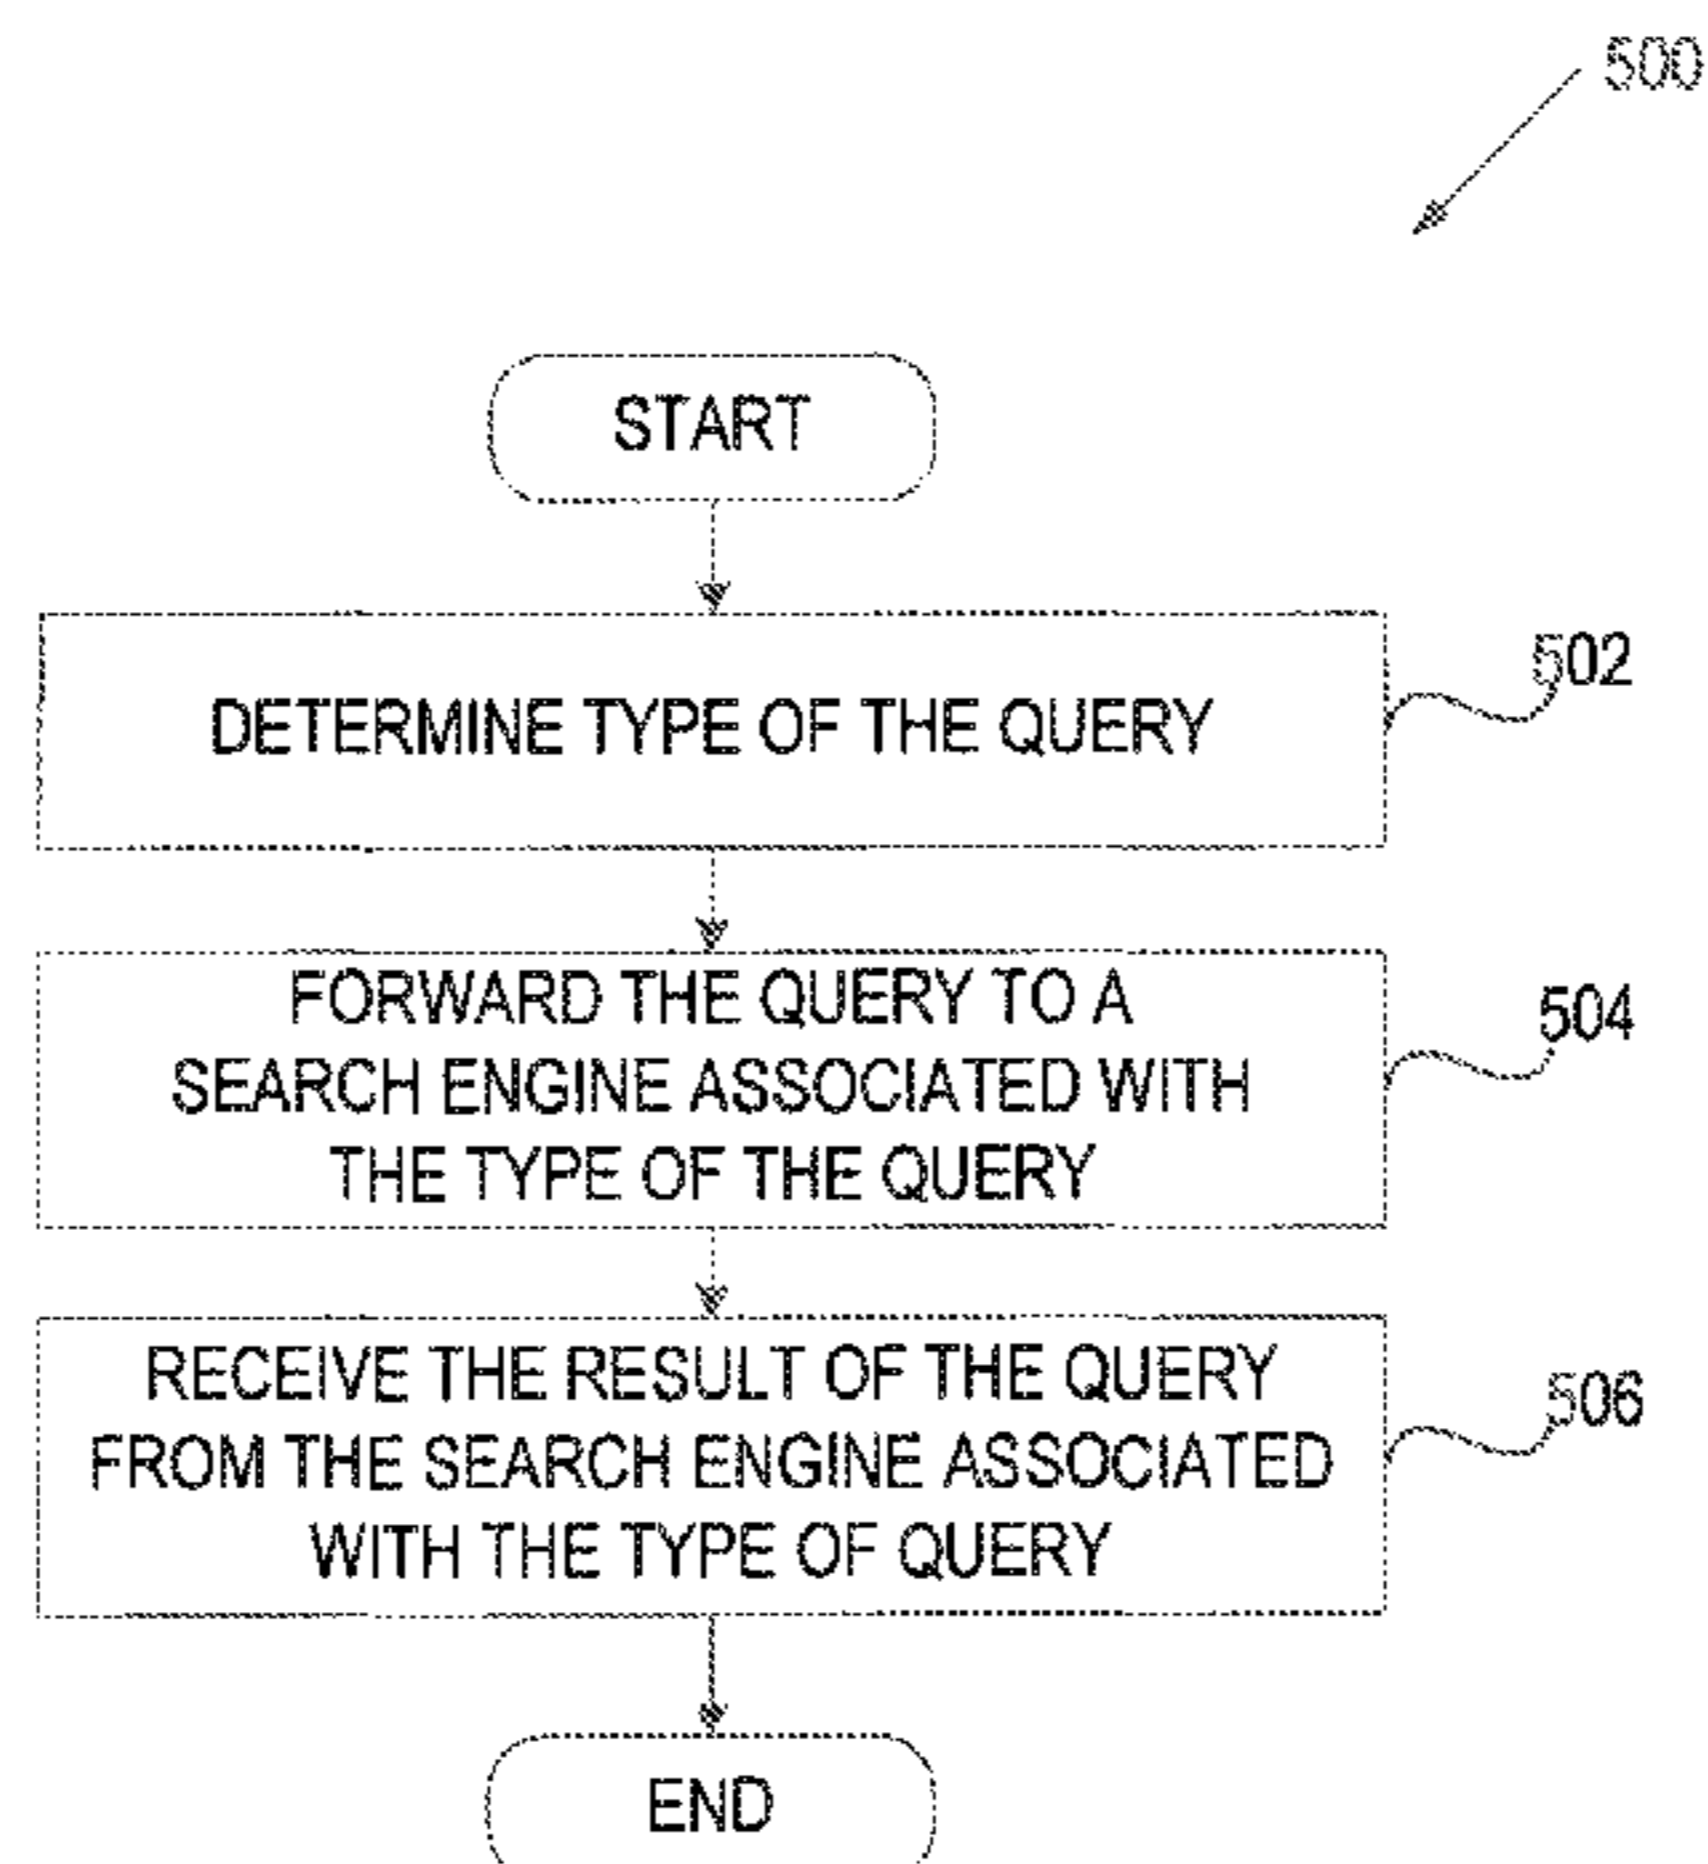 500
START
DETERMINE TYPE OF THE QUERY
502
FORWARD THE QUERY TO A
SEARCH ENGINE ASSOCIATED WITH
THE TYPE OF THE QUERY
504
RECEIVE THE RESULT OF THE QUERY
FROM THE SEARCH ENGINE ASSOCIATED
WITH THE TYPE OF QUERY
506
END